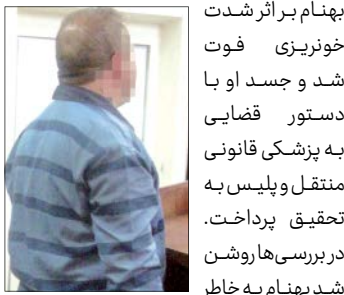 بهنام بر اثر شدت
خونریزی فوت
شد و جسد او با
دستور قضایی
به پزشکی قانونی
منتقل و پلیس به
تحقیق پرداخت.
در بررسی‌ها روشن
شد بهنام به خاطر